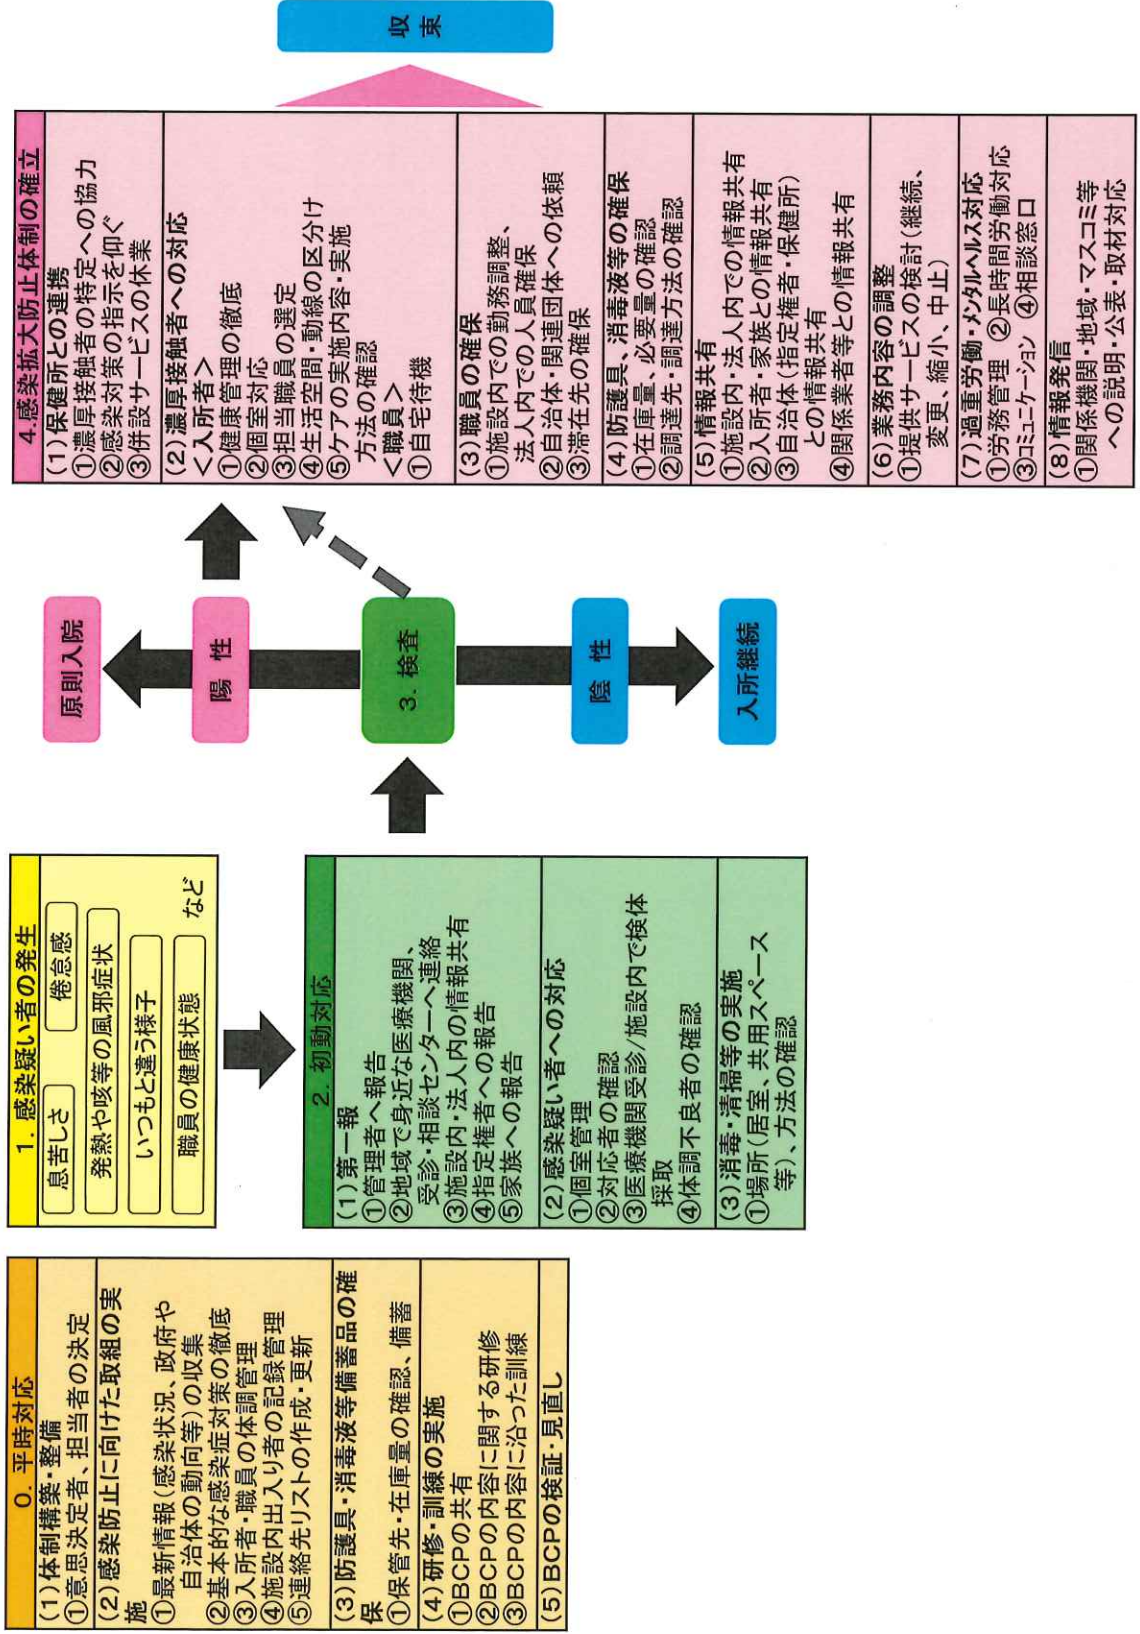 0. 平時対応
(1)体制構築・整備
①意思決定者、担当者の決定
(2)感染防止に向けた取組の実
施
①最新情報(感染状況、政府や
自治体の動向等)の収集
②基本的な感染症対策の徹底
③入所者・職員の体調管理
④施設内出入り者の記録管理
⑤連絡先リストの作成・更新
(3)防護具・消毒液等備蓄品の確
保
①保管先・在庫量の確認、備蓄
(4)研修・訓練の実施
①BCPの共有
②BCPの内容に関する研修
③BCPの内容に沿った訓練
(5)BCPの検証・見直し
1. 感染疑い者の発生
息苦しさ
倦怠感
発熱や咳等の風邪症状
いつもと違う様子
職員の健康状態
など
2. 初動対応
(1)第一報
①管理者へ報告
②地域で身近な医療機関、
受診・相談センターへ連絡
③施設内・法人内の情報共有
④指定権者への報告
⑤家族への報告
(2)感染疑い者への対応
①個室管理
②対応者の確認
③医療機関受診/施設内で検体
採取
④体調不良者の確認
(3)消毒・清掃等の実施
①場所(居室、共用スペース
等)、方法の確認
原則入院
陽 性
3. 検査
陰 性
入所継続
4.感染拡大防止体制の確立
(1)保健所との連携
①濃厚接触者の特定への協力
②感染対策の指示を仰ぐ
③併設サービスの休業
(2)濃厚接触者への対応
<入所者>
①健康管理の徹底
②個室対応
③担当職員の選定
④生活空間・動線の区分け
⑤ケアの実施内容・実施
方法の確認
<職員>
①自宅待機
(3)職員の確保
①施設内での勤務調整、
法人内での人員確保
②自治体・関連団体への依頼
③滞在先の確保
(4)防護具、消毒液等の確保
①在庫量、必要量の確認
②調達先・調達方法の確認
(5)情報共有
①施設内・法人内での情報共有
②入所者・家族との情報共有
③自治体(指定権者・保健所)
との情報共有
④関係業者等との情報共有
(6)業務内容の調整
①提供サービスの検討(継続、
変更、縮小、中止)
(7)過重労働・メンタルヘルス対応
①労務管理 ②長時間労働対応
③コミュニケーション ④相談窓口
(8)情報発信
①関係機関・地域・マスコミ等
への説明・公表・取材対応
収
束